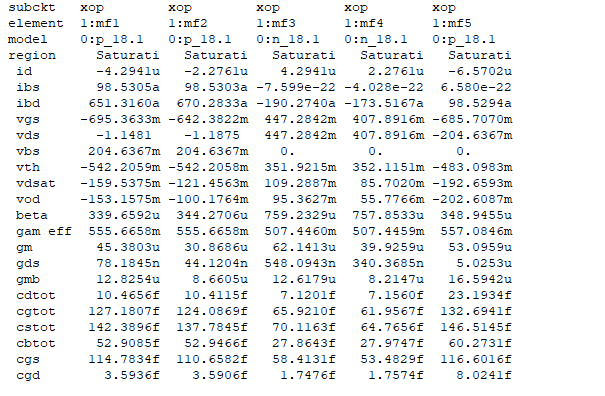 subckt xop xop xop xop xop
element 1:mf1 1:mf2 1:mf3 1:mf4 1:mf5
model 0:p_18.1 0:p_18.1 0:n_18.1 0:n_18.1 0:p_18.1
region Saturati Saturati Saturati Saturati Saturati
id -4.2941u -2.2761u 4.2941u 2.2761u -6.5702u
ibs 98.5305a 98.5303a -7.599e-22 -4.028e-22 6.580e-22
ibd 651.3160a 670.2833a -190.2740a -173.5167a 98.5294a
vgs -695.3633m -642.3822m 447.2842m 407.8916m -685.7070m
vds -1.1481 -1.1875 447.2842m 407.8916m -204.6367m
vbs 204.6367m 204.6367m 0. 0. 0.
vth -542.2059m -542.2058m 351.9215m 352.1151m -483.0983m
vdsat -159.5375m -121.4563m 109.2887m 85.7020m -192.6593m
vod -153.1575m -100.1764m 95.3627m 55.7766m -202.6087m
beta 339.6592u 344.2706u 759.2329u 757.8533u 348.9455u
gam eff 555.6658m 555.6658m 507.4460m 507.4459m 557.0846m
gm 45.3803u 30.8686u 62.1413u 39.9259u 53.0959u
gds 78.1845n 44.1204n 548.0943n 340.3685n 5.0253u
gmb 12.8254u 8.6605u 12.6179u 8.2147u 16.5942u
cdtot 10.4656f 10.4115f 7.1201f 7.1560f 23.1934f
cgtot 127.1807f 124.0869f 65.9210f 61.9567f 132.6941f
cstot 142.3896f 137.7845f 70.1163f 64.7656f 146.5145f
cbtot 52.9085f 52.9466f 27.8643f 27.9747f 60.2731f
cgs 114.7834f 110.6582f 58.4131f 53.4829f 116.6016f
cgd 3.5936f 3.5906f 1.7476f 1.7574f 8.0241f